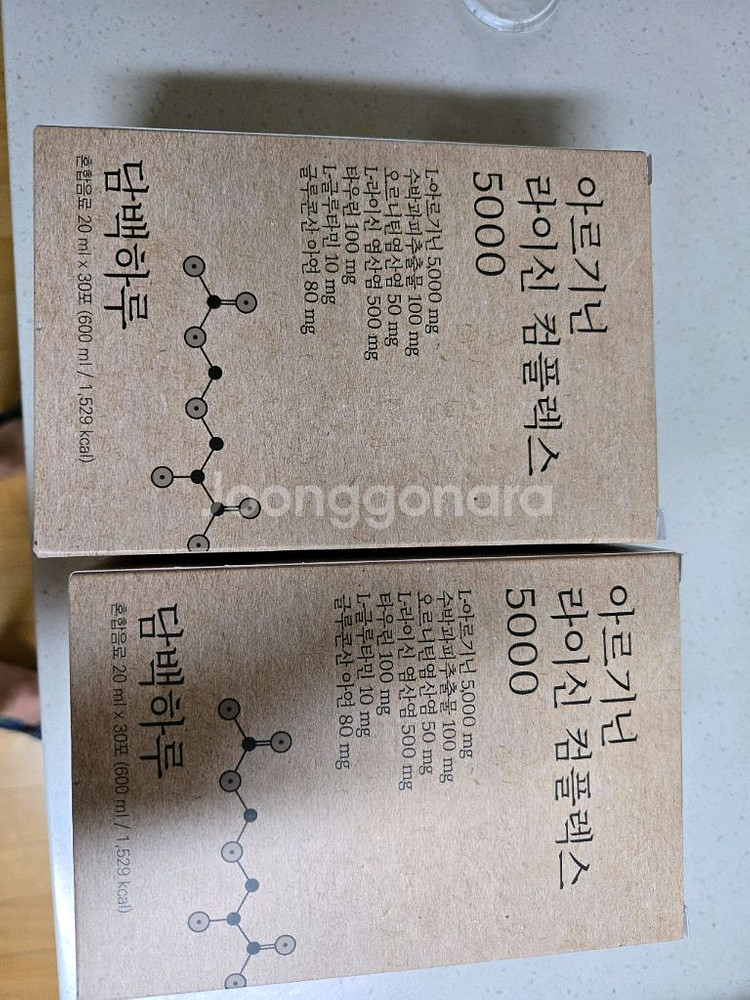 아르기닌
라이신 컴플렉스
5000
L-아르기닌 5,000 mg
수박과피추출물 100 mg
오르니틴염산염 50 mg
L-라이신 염산염 500 mg
타우린 100 mg
L-글루타민 10 mg
글루콘산 아연 80 mg
담백하루
혼합음료 20 ml x 30포 (600 ml / 1,529 kcal)
아르기닌
라이신 컴플렉스
5000
L-아르기닌 5,000 mg
수박과피추출물 100 mg
오르니틴염산염 50 mg
L-라이신 염산염 500 mg
타우린 100 mg
L-글루타민 10 mg
글루콘산 아연 80 mg
담백하루
혼합음료 20 ml x 30포 (600 ml / 1,529 kcal)
Joonggonara